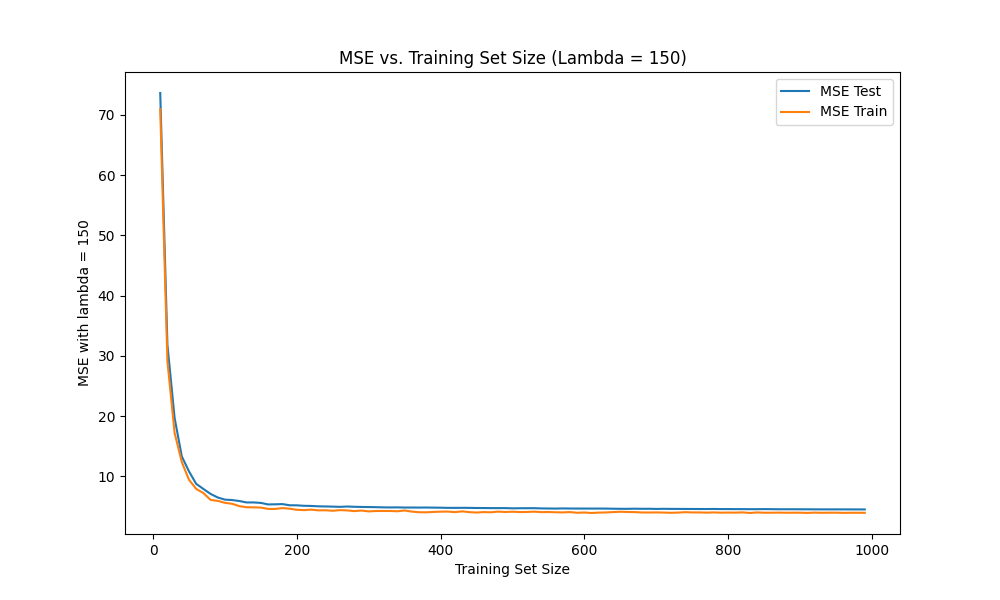 MSE vs. Training Set Size (Lambda = 150)
MSE Test
MSE Train
MSE with lambda = 150
70
60
50
40
30
20
10
0
200
400
600
800
1000
Training Set Size